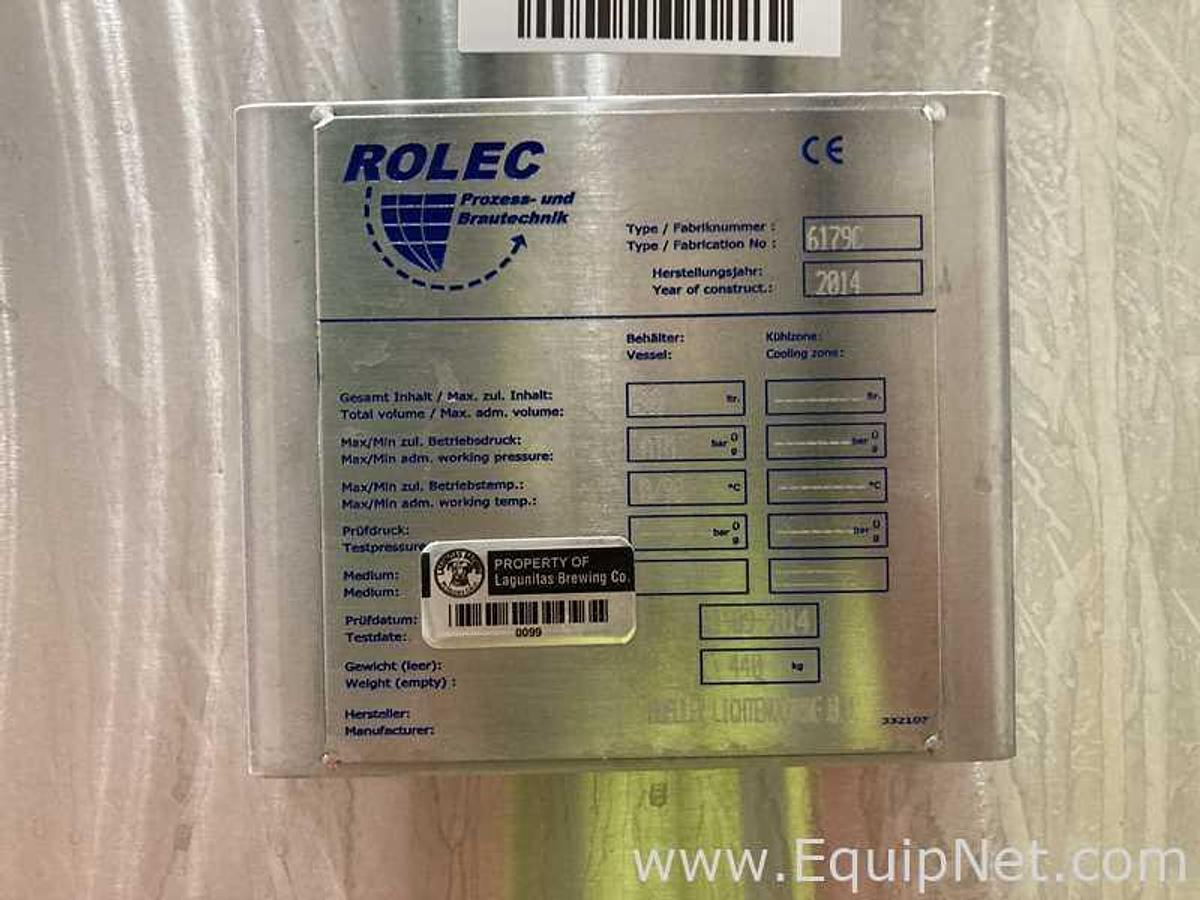 ROLEC
Prozess- und
Brautechnik
CE
Type / Fabriknummer :
Type / Fabrication No :
6179C
Herstellungsjahr:
Year of construct.:
2014
Behälter:
Vessel:
Kühlzone:
Cooling zone:
Gesamt Inhalt / Max. zul. Inhalt:
Total volume / Max. adm. volume:
ltr.
ltr.
Max/Min zul. Betriebsdruck:
Max/Min adm. working pressure:
bar Ü g
bar Ü g
Max/Min zul. Betriebstemp.:
Max/Min adm. working temp.:
°C
°C
Prüfdruck:
Testpressure
bar Ü g
bar Ü g
Medium:
Medium:
PROPERTY OF
Lagunitas Brewing Co.
0099
Prüfdatum:
Testdate:
Gewicht (leer):
Weight (empty) :
440 kg
Hersteller:
Manufacturer:
332107
www.EquipNet.com